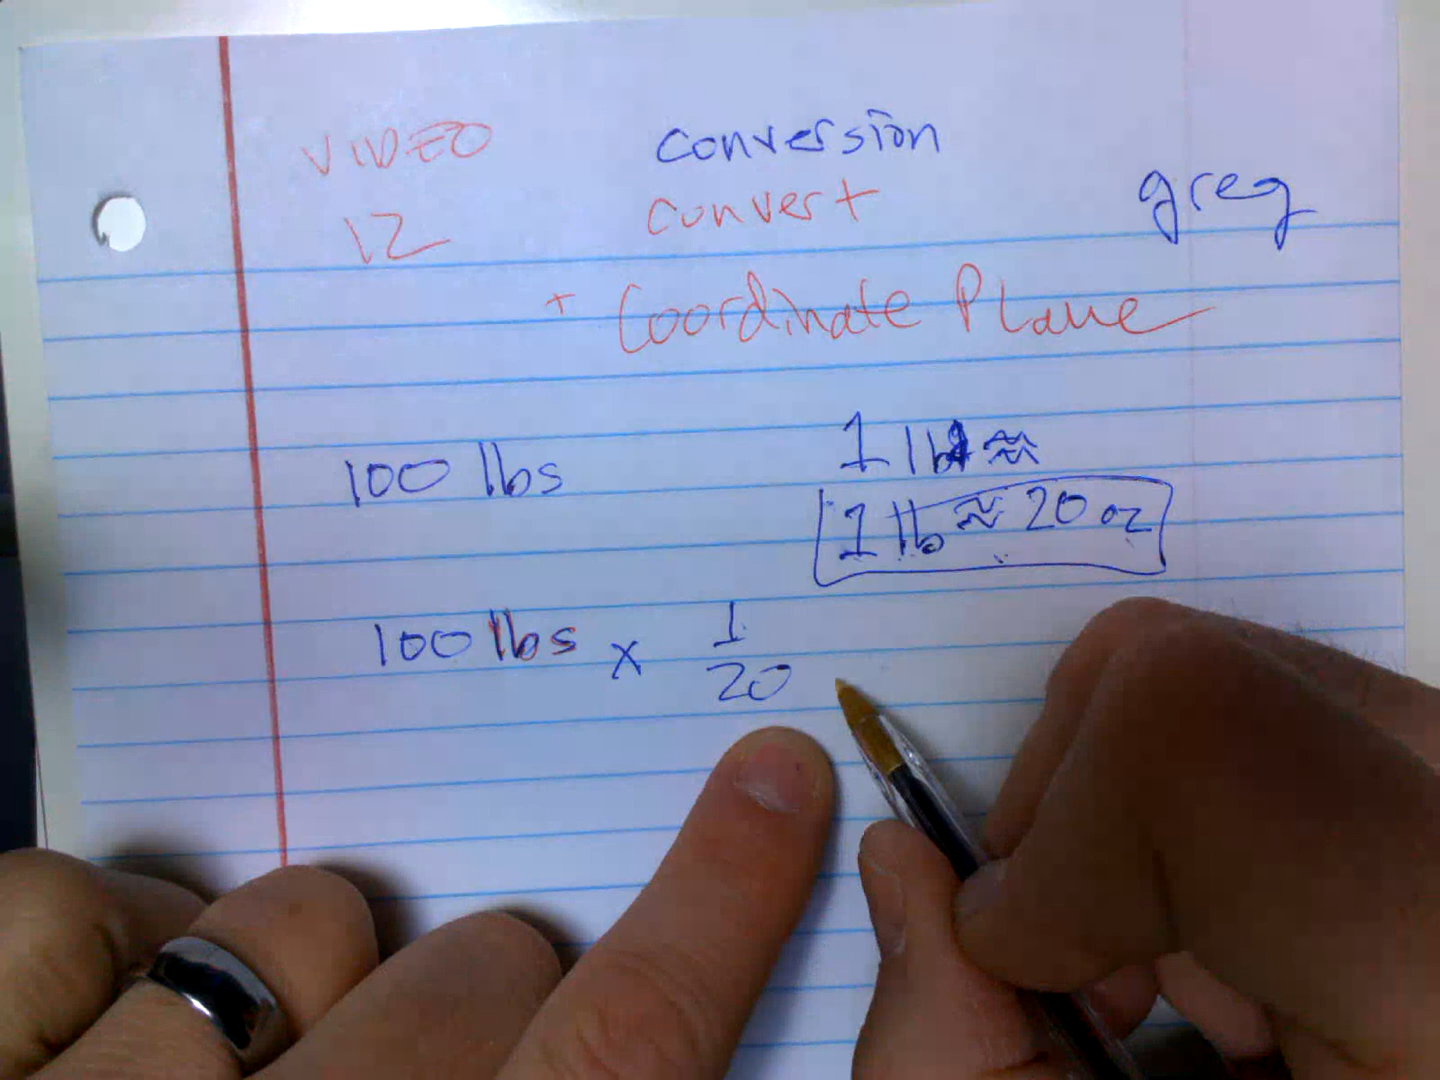 VIDEO conversion
12 convert greg
+ Coordinate Plane
100 lbs 1 lb ≈
1 lb ≈ 20 oz
100 lbs x 1/20